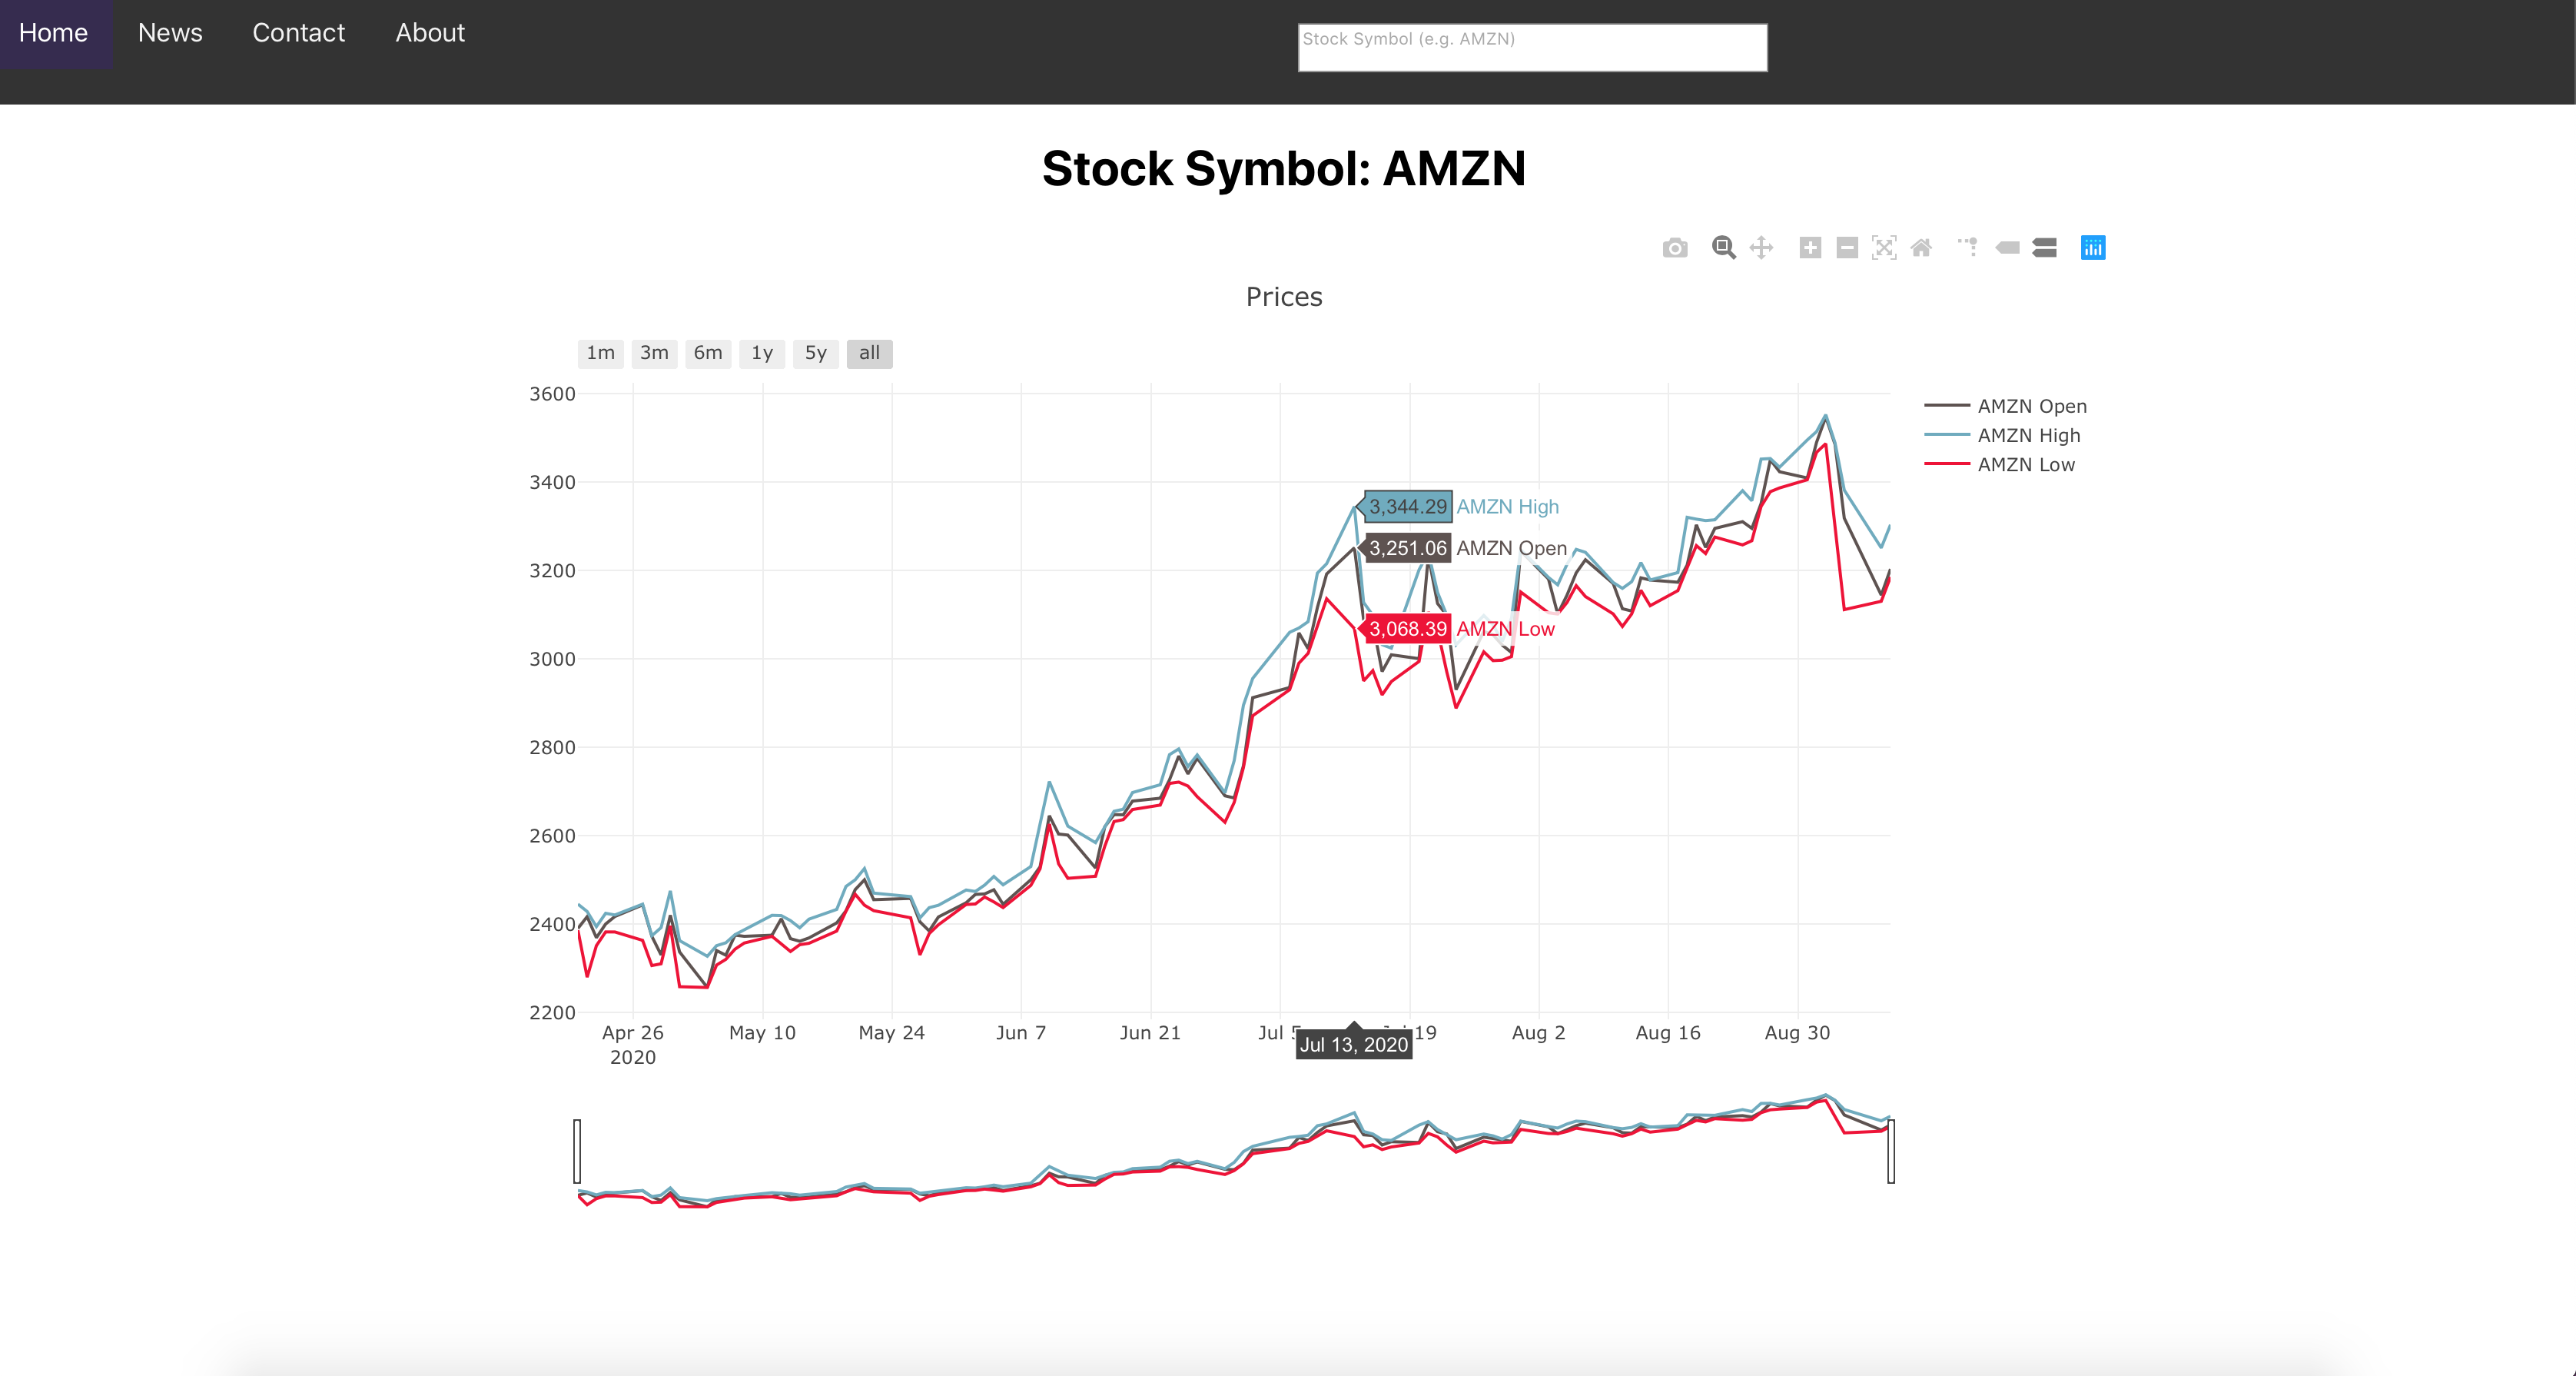 Home News Contact About
Stock Symbol (e.g. AMZN)
Stock Symbol: AMZN
Prices
1m 3m 6m 1y 5y all
3600
3400
3200
3000
2800
2600
2400
2200
AMZN Open
AMZN High
AMZN Low
3,344.29 AMZN High
3,251.06 AMZN Open
3,068.39 AMZN Low
Apr 26 May 10 May 24 Jun 7 Jun 21 Jul 19 Aug 2 Aug 16 Aug 30
2020
Jul 13, 2020